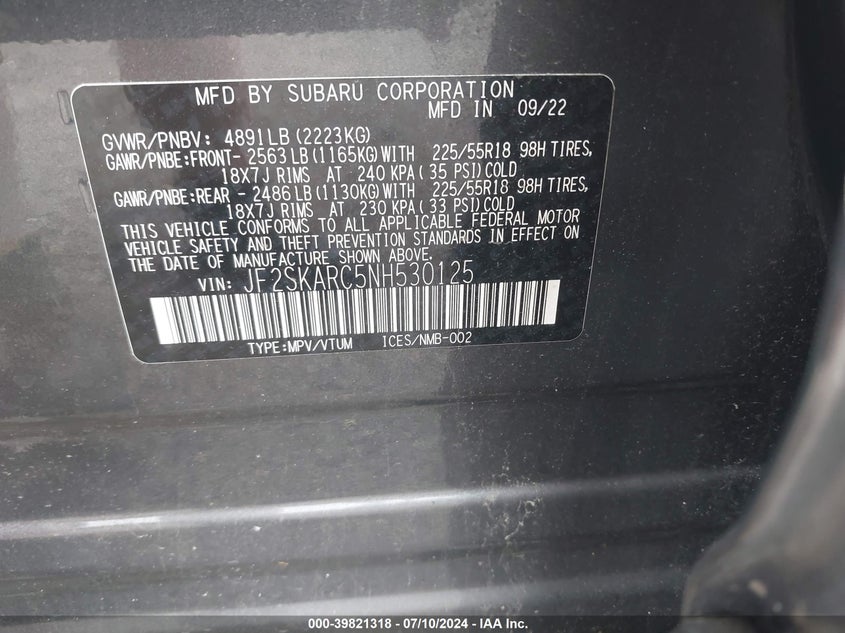 MFD BY SUBARU CORPORATION
MFD IN 09/22
GVWR/PNBV: 4891LB (2223KG)
GAWR/PNBE:FRONT- 2563LB (1165KG)WITH 225/55R18 98H TIRES,
18X7J RIMS AT 240 KPA( 35 PSI)COLD
GAWR/PNBE:REAR - 2486LB (1130KG)WITH 225/55R18 98H TIRES,
18X7J RIMS AT 230 KPA( 33 PSI)COLD
THIS VEHICLE CONFORMS TO ALL APPLICABLE FEDERAL MOTOR
VEHICLE SAFETY AND THEFT PREVENTION STANDARDS IN EFFECT ON
THE DATE OF MANUFACTURE SHOWN ABOVE.
VIN: JF2SKARC5NH530125
TYPE:MPV/VTUM ICES/NMB-002
000-39821318 - 07/10/2024 - IAA Inc.